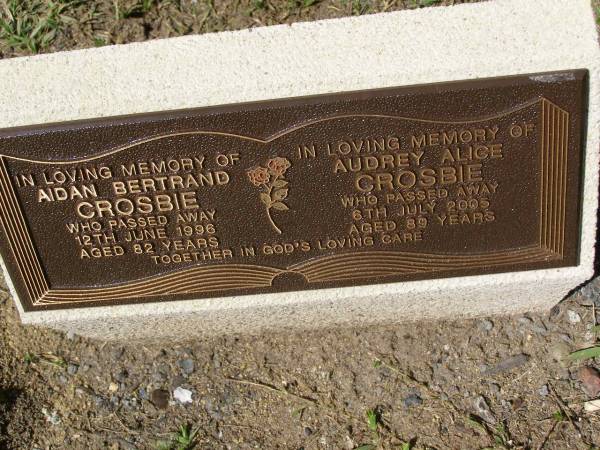 IN LOVING MEMORY OF
AIDAN BERTRAND
CROSBIE
WHO PASSED AWAY
12TH JUNE 1996
AGED 82 YEARS
IN LOVING MEMORY OF
AUDREY ALICE
CROSBIE
WHO PASSED AWAY
6TH JULY 2005
AGED 89 YEARS
TOGETHER IN GOD'S LOVING CARE